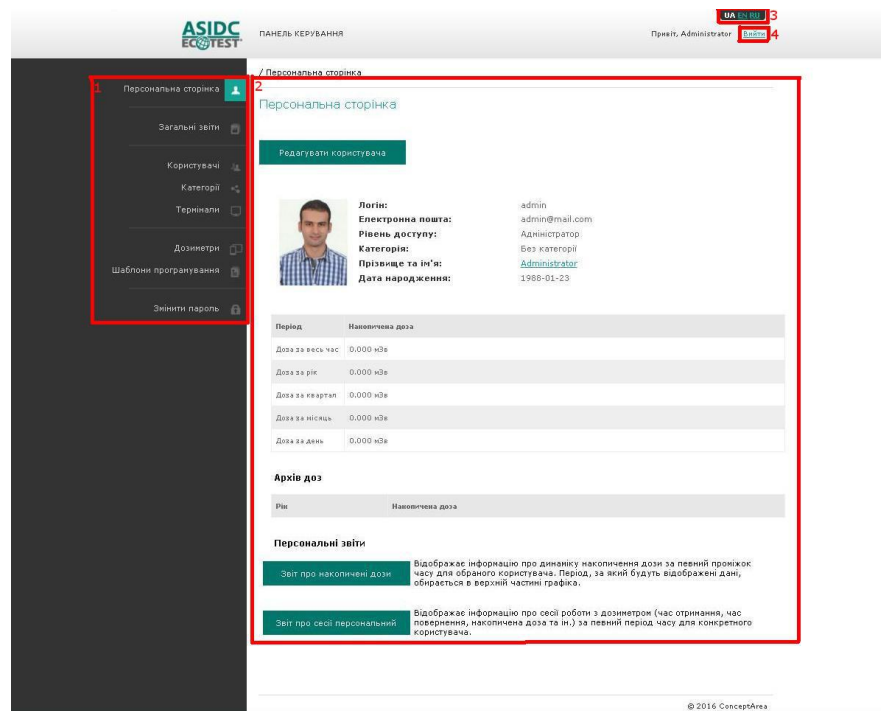 ASIDC
ECOTEST
ПАНЕЛЬ КЕРУВАННЯ
UA EN RU 3
Привіт, Administrator Вийти 4
1
Персональна сторінка
Загальні звіти
Користувачі
Категорії
Термінали
Дозиметри
Шаблони програмування
Змінити пароль
/ Персональна сторінка
2
Персональна сторінка
Редагувати користувача
Логін: admin
Електронна пошта: admin@mail.com
Рівень доступу: Адміністратор
Категорія: Без категорії
Прізвище та ім'я: Administrator
Дата народження: 1988-01-23
Період Накопичена доза
Доза за весь час 0.000 мЗв
Доза за рік 0.000 мЗв
Доза за квартал 0.000 мЗв
Доза за місяць 0.000 мЗв
Доза за день 0.000 мЗв
Архів доз
Рік Накопичена доза
Персональні звіти
Звіт про накопичені дози
Відображає інформацію про динаміку накопичення дози за певний проміжок
часу для обраного користувача. Період, за який будуть відображені дані,
обирається в верхній частині графіка.
Звіт про сесії персональний
Відображає інформацію про сесії роботи з дозиметром (час отримання, час
повернення, накопичена доза та ін.) за певний період часу для конкретного
користувача.
© 2016 ConceptArea